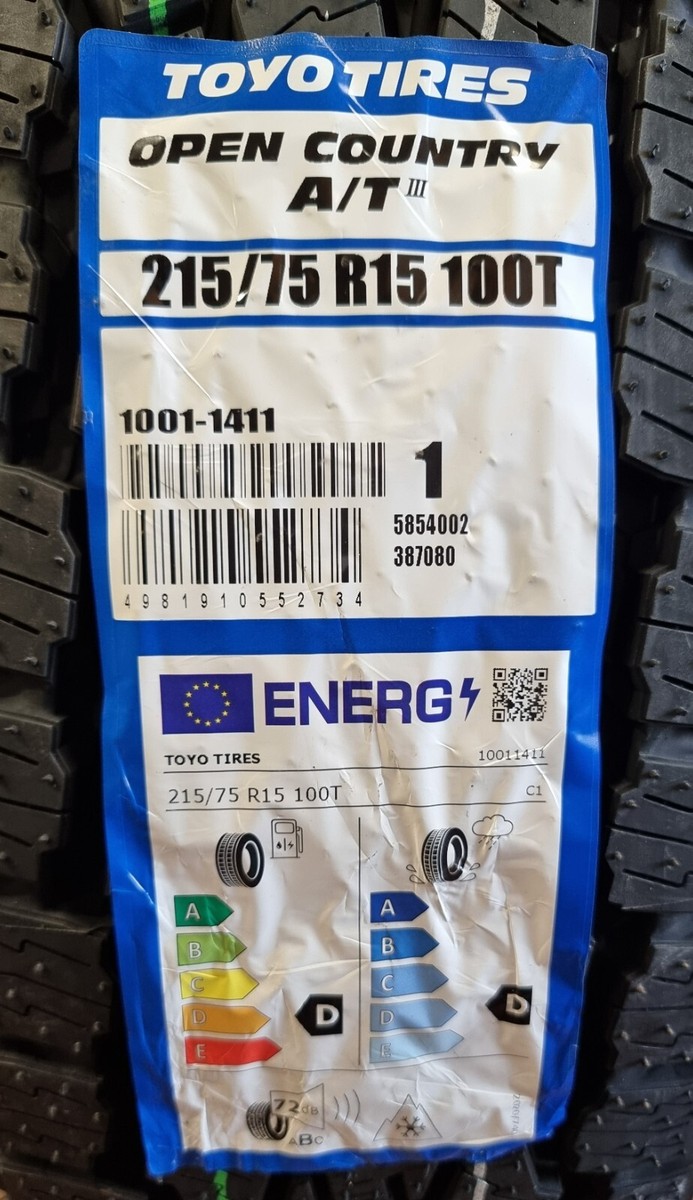 TOYO TIRES
OPEN COUNTRY
A/T III
215/75 R15 100T
1001-1411
1
5854002
387080
4981910552734
ENERG
TOYO TIRES 10011411
215/75 R15 100T C1
A A
B B
C C
D D D D
E E
72dB
ABC